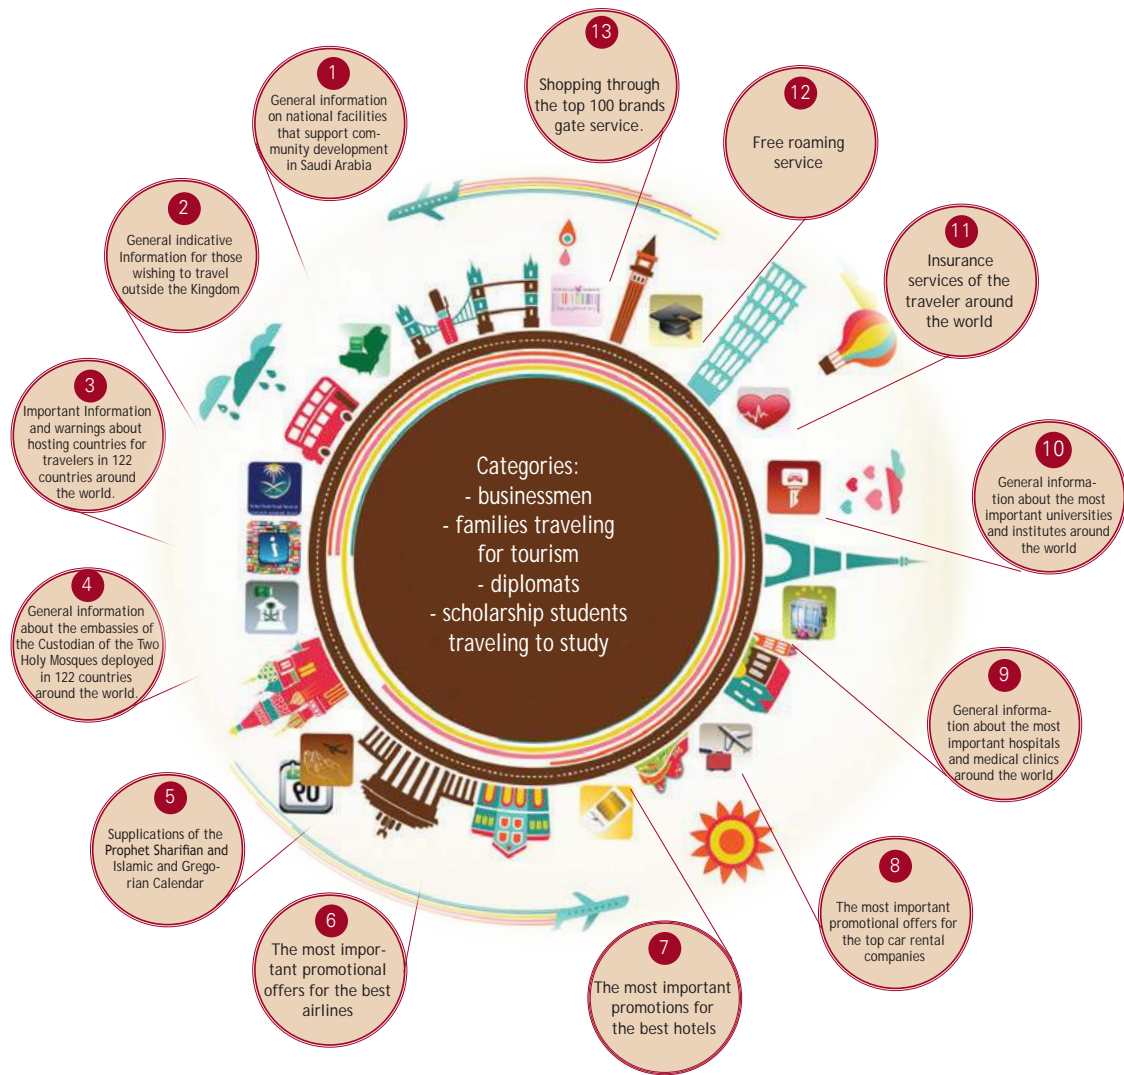 1
General information
on national facilities
that support com-
munity development
in Saudi Arabia
2
General indicative
Information for those
wishing to travel
outside the Kingdom
3
Important Information
and warnings about
hosting countries for
travelers in 122
countries around
the world.
4
General information
about the embassies of
the Custodian of the Two
Holy Mosques deployed
in 122 countries
around the world.
5
Supplications of the
Prophet Sharifian and
Islamic and Grego-
rian Calendar
6
The most impor-
tant promotional
offers for the best
airlines
7
The most important
promotions for
the best hotels
8
The most important
promotional offers for
the top car rental
companies
9
General informa-
tion about the most
important hospitals
and medical clinics
around the world
10
General informa-
tion about the most
important universities
and institutes around
the world
11
Insurance
services of the
traveler around
the world
12
Free roaming
service
13
Shopping through
the top 100 brands
gate service.
Categories:
- businessmen
- families traveling
for tourism
- diplomats
- scholarship students
traveling to study